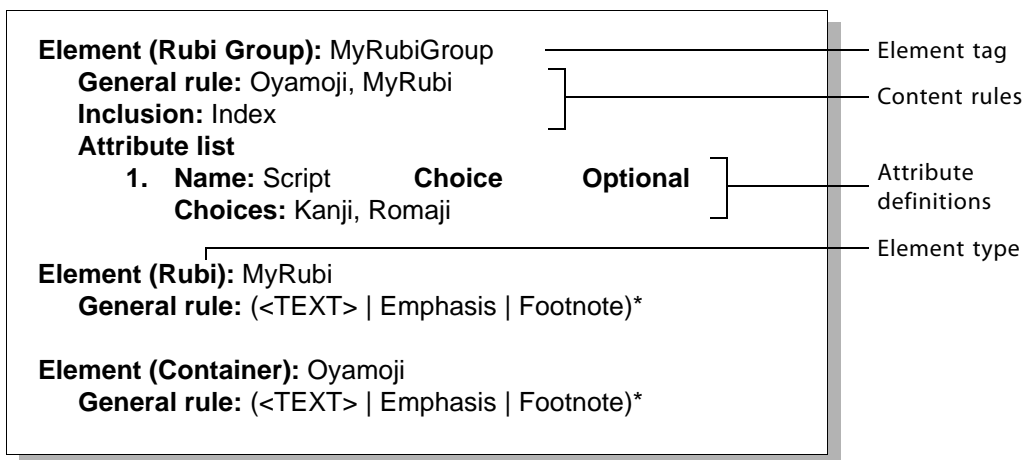 Element (Rubi Group): MyRubiGroup
General rule: Oyamoji, MyRubi
Inclusion: Index
Attribute list
1. Name: Script Choice Optional
Choices: Kanji, Romaji
Element (Rubi): MyRubi
General rule: (<TEXT> | Emphasis | Footnote)*
Element (Container): Oyamoji
General rule: (<TEXT> | Emphasis | Footnote)*
Element tag
Content rules
Attribute
definitions
Element type